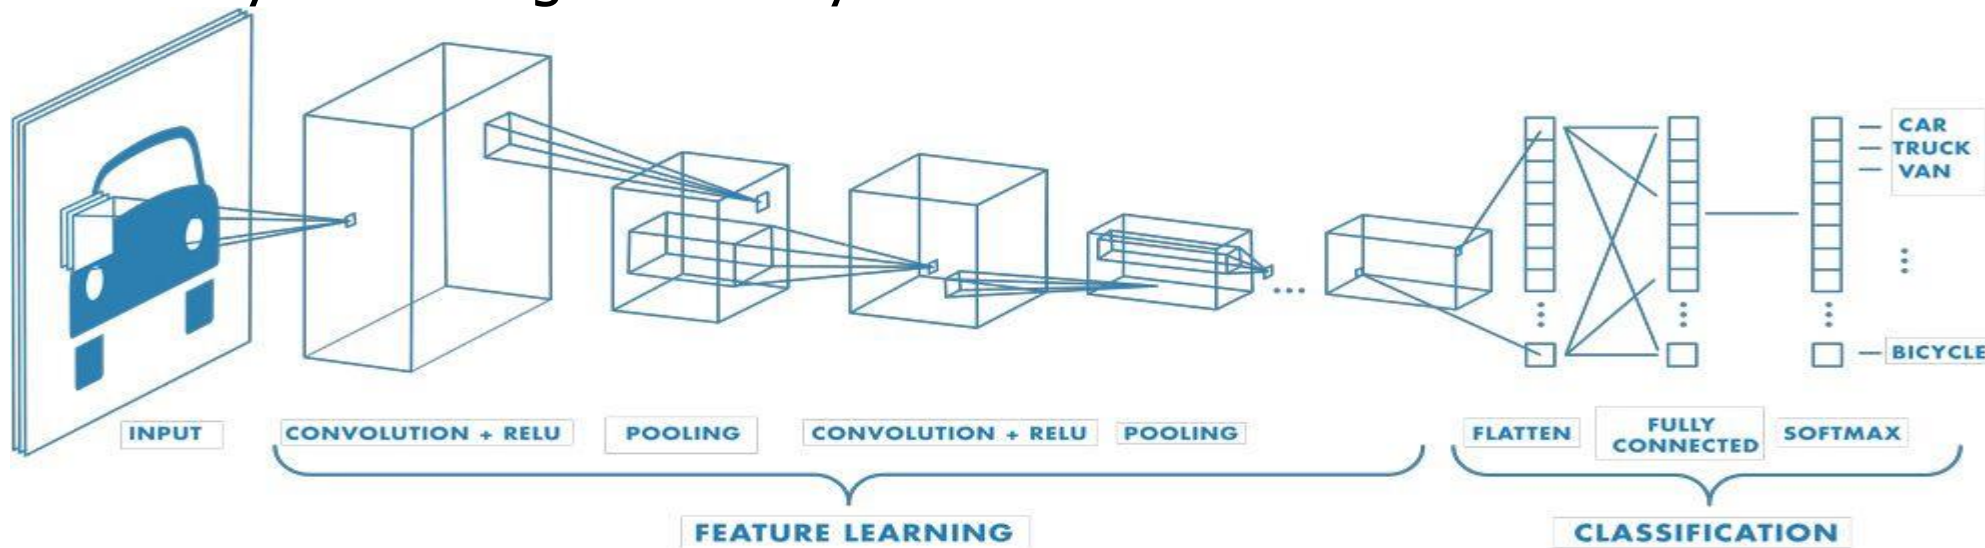 CAR
TRUCK
VAN
BICYCLE
INPUT
CONVOLUTION + RELU
POOLING
CONVOLUTION + RELU
POOLING
FLATTEN
FULLY
CONNECTED
SOFTMAX
FEATURE LEARNING
CLASSIFICATION